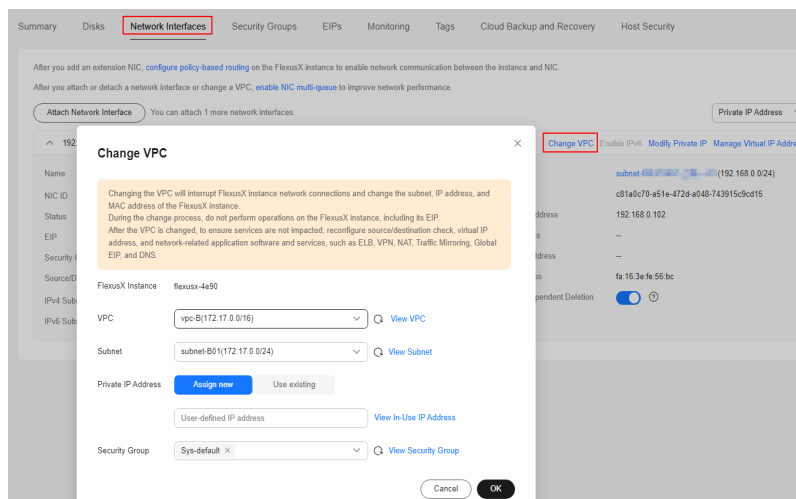 Summary Disks Network Interfaces Security Groups EIPs Monitoring Tags Cloud Backup and Recovery Host Security
After you add an extension NIC, configure policy-based routing on the FlexusX instance to enable network communication between the instance and NIC.
After you attach or detach a network interface or change a VPC, enable NIC multi-queue to improve network performance.
Attach Network Interface You can attach 1 more network interfaces. Private IP Address
192. Change VPC Enable IPv6 Modify Private IP Manage Virtual IP Addre
Change VPC
Name subnet- (192.168.0.0/24)
NIC ID c81a0c70-a51e-472d-a048-743915c9cd15
Changing the VPC will interrupt FlexusX instance network connections and change the subnet, IP address, and
MAC address of the FlexusX instance.
Status ddress 192.168.0.102
During the change process, do not perform operations on the FlexusX instance, including its EIP.
After the VPC is changed, to ensure services are not impacted, reconfigure source/destination check, virtual IP
EIP s --
address, and network-related application software and services, such as ELB, VPN, NAT, Traffic Mirroring, Global
EIP, and DNS.
Security ddress --
Source/D ss fa:16:3e:fe:56:bc
FlexusX Instance flexusx-4e90
IPv4 Sub pendent Deletion
VPC vpc-B(172.17.0.0/16) View VPC
IPv6 Sub
Subnet subnet-B01(172.17.0.0/24) View Subnet
Private IP Address Assign new Use existing
User-defined IP address View In-Use IP Address
Security Group Sys-default × View Security Group
Cancel OK